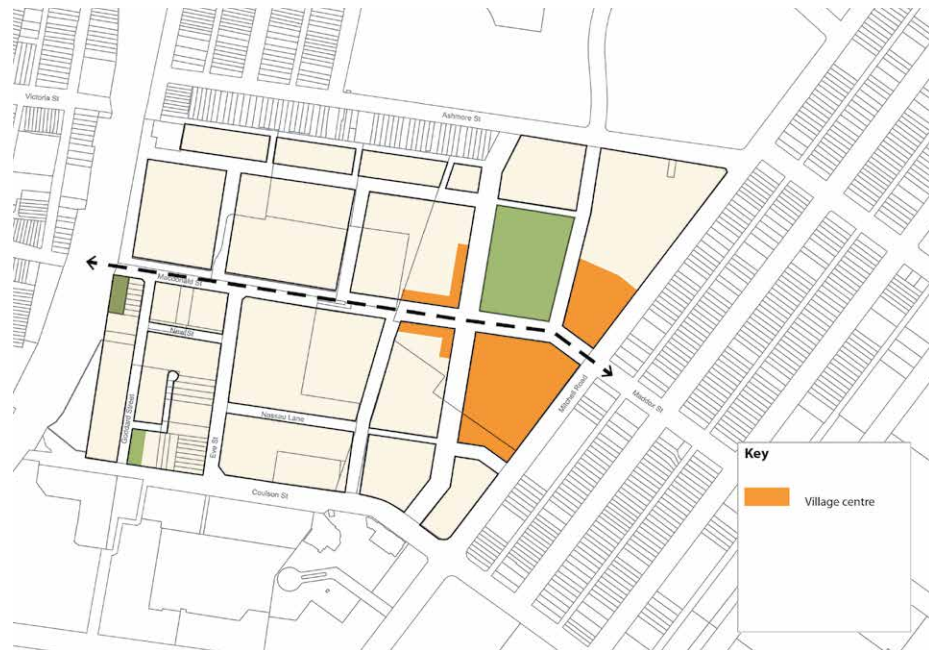 Victoria St
Ashmore St
Macdonald St
Nead St
Goddard Street
Eve St
Nassau Lane
Coulson St
Mitchell Road
Maddox St
Key
Village centre